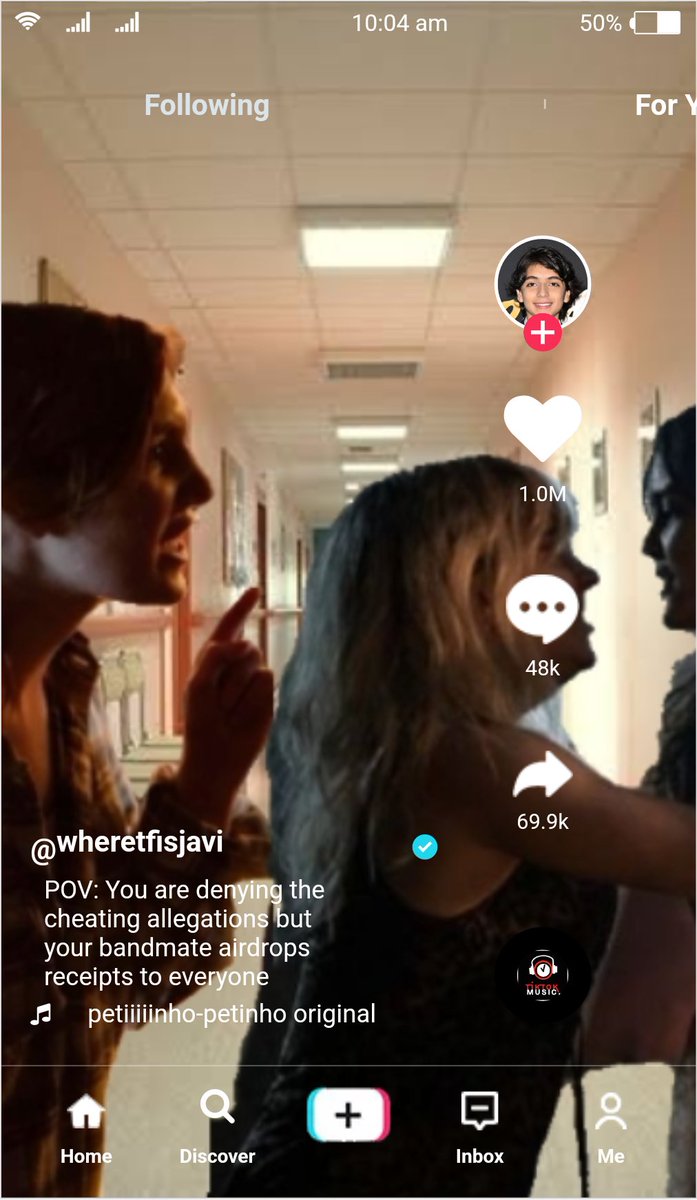 10:04 am
50%
Following
For Y
1.0M
48k
69.9k
@wheretfisjavi
POV: You are denying the
cheating allegations but
your bandmate airdrops
receipts to everyone
petiiiiinho-petinho original
TIKTOK
MUSIC.
Home
Discover
Inbox
Me